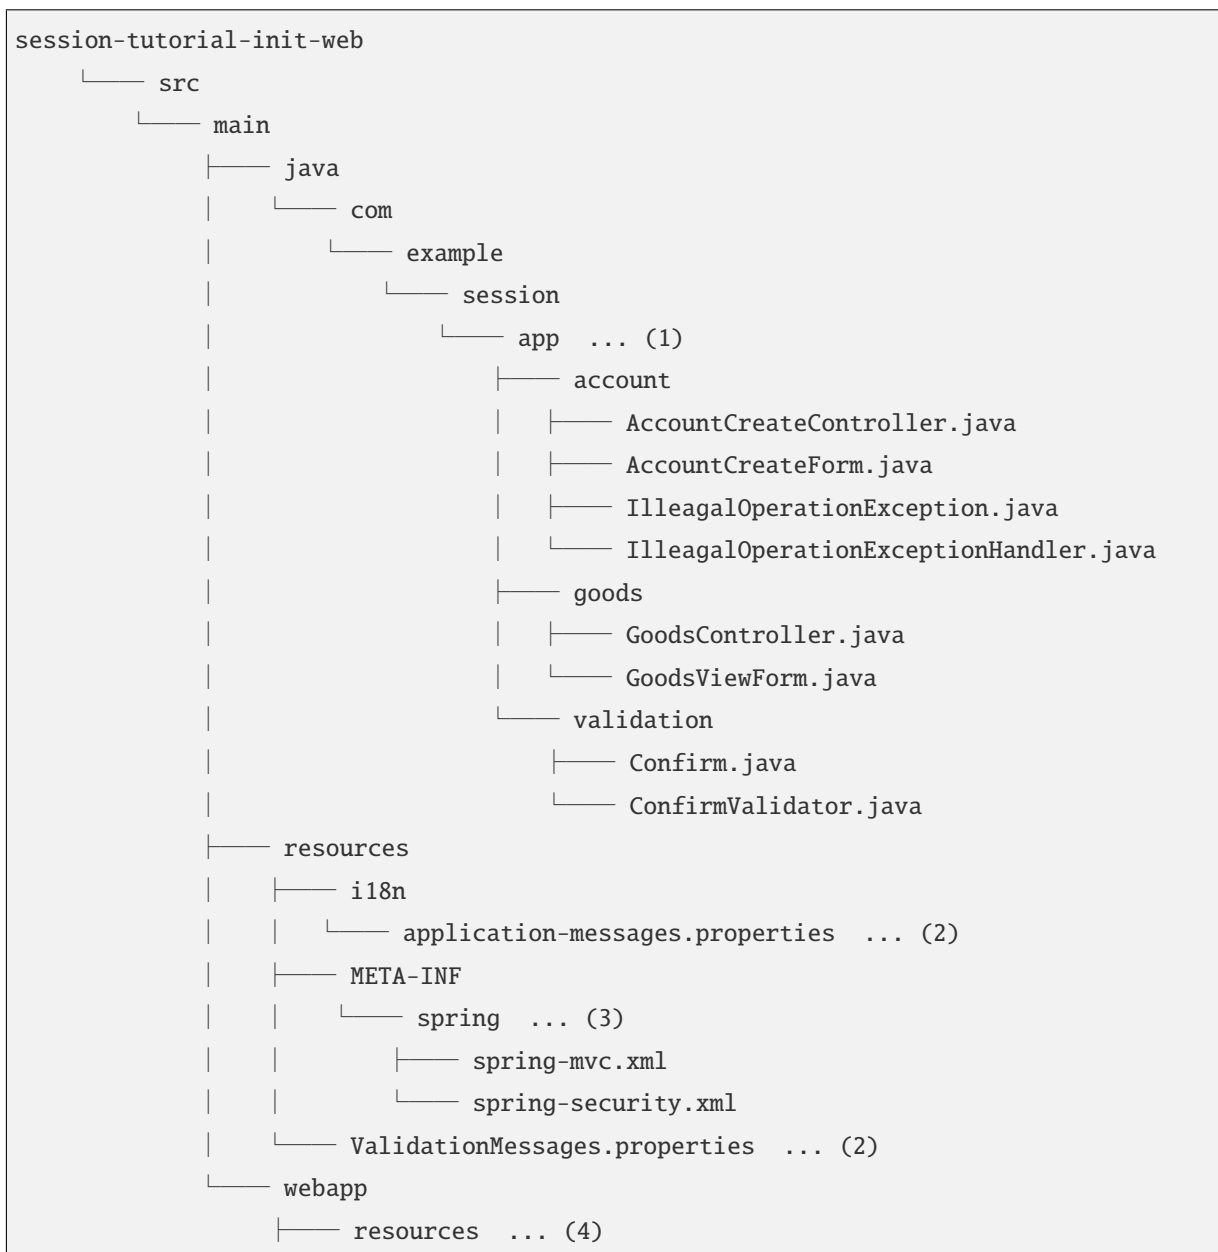 session-tutorial-init-web
└──── src
└──── main
├──── java
│ └──── com
│ └──── example
│ └──── session
│ └──── app ... (1)
│ ├──── account
│ │ ├──── AccountCreateController.java
│ │ ├──── AccountCreateForm.java
│ │ ├──── IlleagalOperationException.java
│ │ └──── IlleagalOperationExceptionHandler.java
│ ├──── goods
│ │ ├──── GoodsController.java
│ │ └──── GoodsViewForm.java
│ └──── validation
│ ├──── Confirm.java
│ └──── ConfirmValidator.java
├──── resources
│ ├──── i18n
│ │ └──── application-messages.properties ... (2)
│ ├──── META-INF
│ │ └──── spring ... (3)
│ │ ├──── spring-mvc.xml
│ │ └──── spring-security.xml
│ └──── ValidationMessages.properties ... (2)
└──── webapp
├──── resources ... (4)